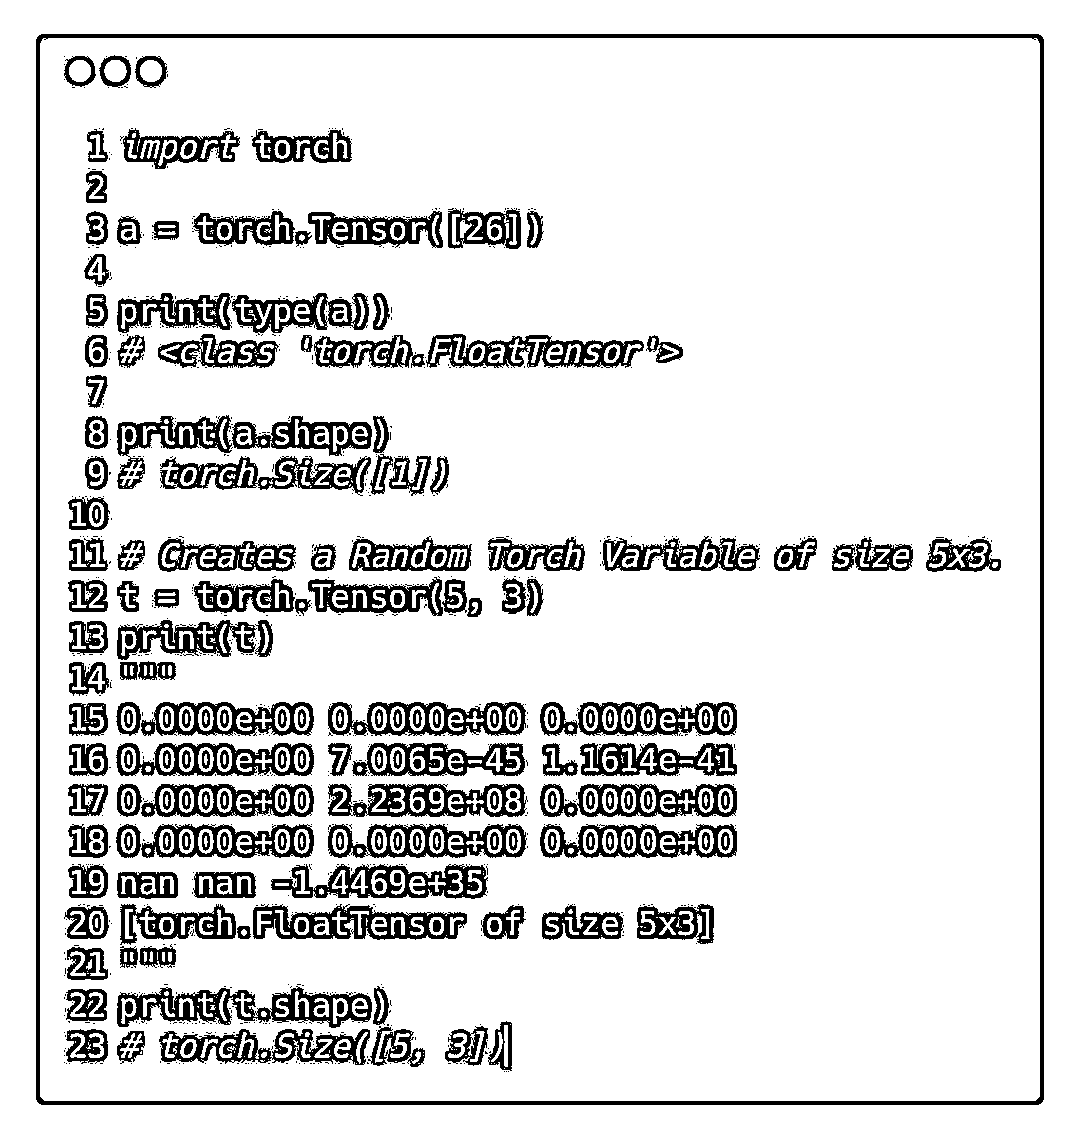 1 import torch
2
3 a = torch.Tensor([26])
4
5 print(type(a))
6 # <class 'torch.FloatTensor'>
7
8 print(a.shape)
9 # torch.Size([1])
10
11 # Creates a Random Torch Variable of size 5x3.
12 t = torch.Tensor(5, 3)
13 print(t)
14 """
15 0.0000e+00 0.0000e+00 0.0000e+00
16 0.0000e+00 7.0065e-45 1.1614e-41
17 0.0000e+00 2.2369e+08 0.0000e+00
18 0.0000e+00 0.0000e+00 0.0000e+00
19 nan nan -1.4469e+35
20 [torch.FloatTensor of size 5x3]
21 """
22 print(t.shape)
23 # torch.Size([5, 3])